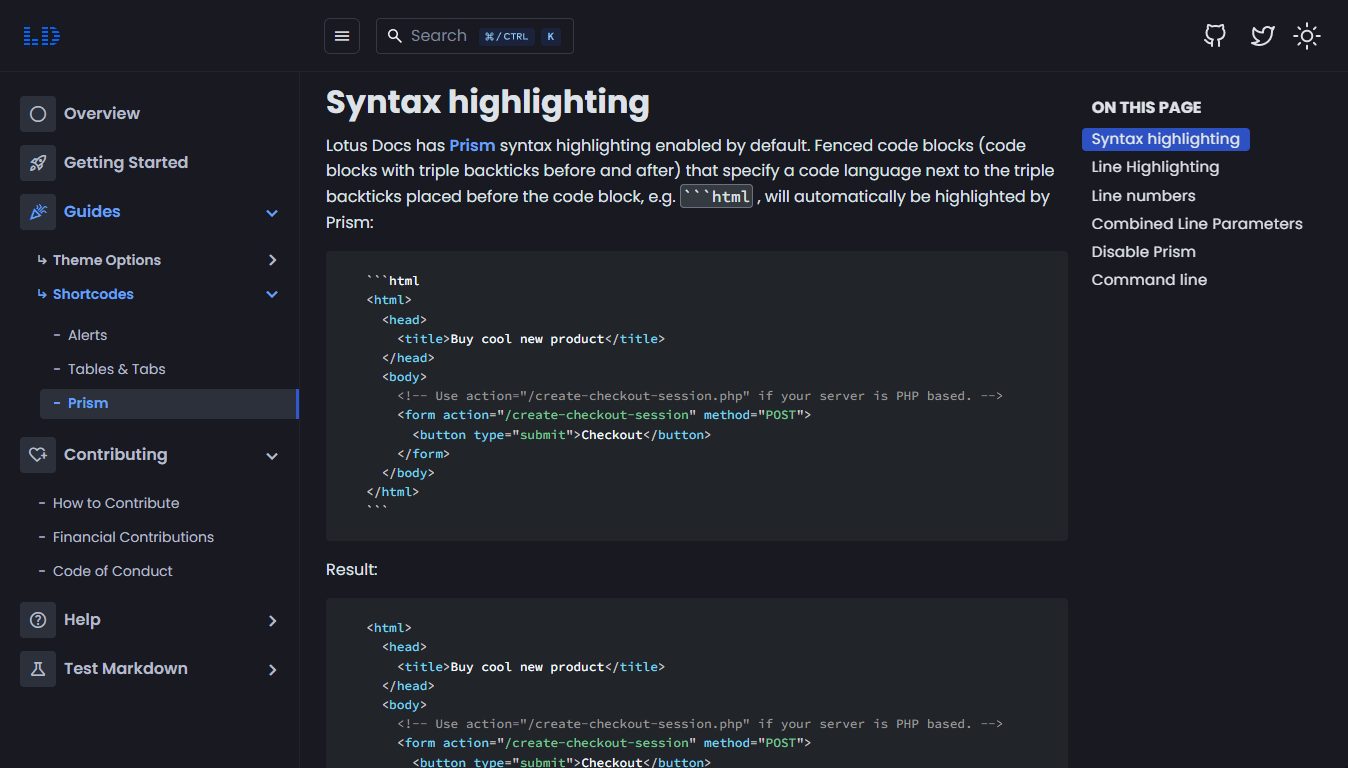 LD
Search ⌘/CTRL K
Overview
Getting Started
Guides
↳ Theme Options
↳ Shortcodes
- Alerts
- Tables & Tabs
- Prism
Contributing
- How to Contribute
- Financial Contributions
- Code of Conduct
Help
Test Markdown
Syntax highlighting
Lotus Docs has Prism syntax highlighting enabled by default. Fenced code blocks (code
blocks with triple backticks before and after) that specify a code language next to the triple
backticks placed before the code block, e.g. ```html , will automatically be highlighted by
Prism:
```html
<html>
  <head>
    <title>Buy cool new product</title>
  </head>
  <body>
    <!-- Use action="/create-checkout-session.php" if your server is PHP based. -->
    <form action="/create-checkout-session" method="POST">
      <button type="submit">Checkout</button>
    </form>
  </body>
</html>
```
Result:
<html>
  <head>
    <title>Buy cool new product</title>
  </head>
  <body>
    <!-- Use action="/create-checkout-session.php" if your server is PHP based. -->
    <form action="/create-checkout-session" method="POST">
      <button type="submit">Checkout</button>
ON THIS PAGE
Syntax highlighting
Line Highlighting
Line numbers
Combined Line Parameters
Disable Prism
Command line